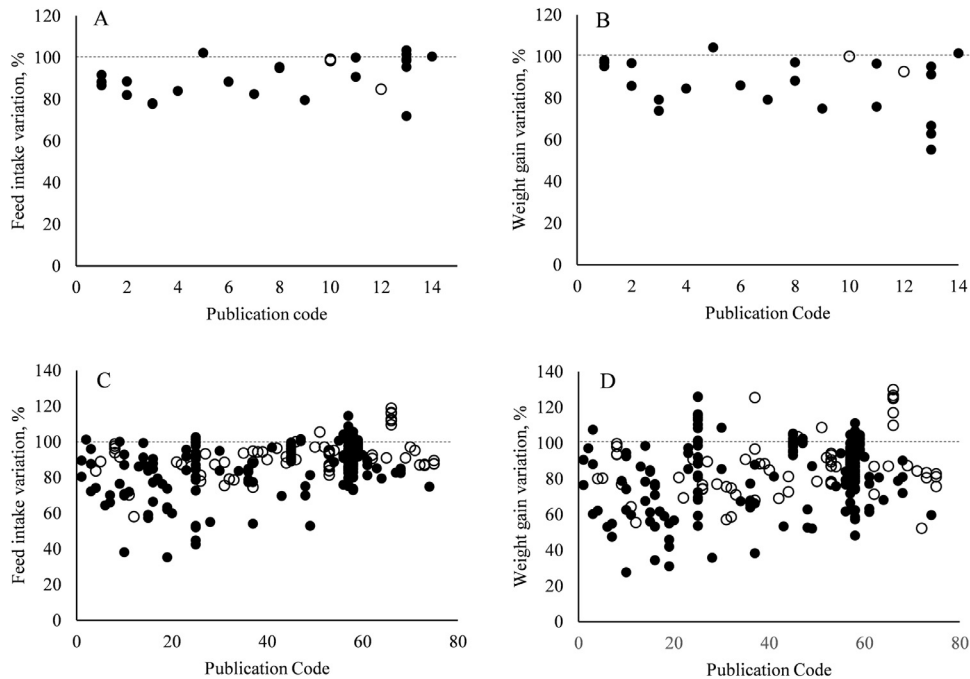 A
Feed intake variation, %
120
100
80
60
40
20
0
0 2 4 6 8 10 12 14
Publication code
B
Weight gain variation, %
120
100
80
60
40
20
0
0 2 4 6 8 10 12 14
Publication Code
C
Feed intake variation, %
140
120
100
80
60
40
20
0
0 20 40 60 80
Publication Code
D
Weight gain variation, %
140
120
100
80
60
40
20
0
0 20 40 60 80
Publication Code